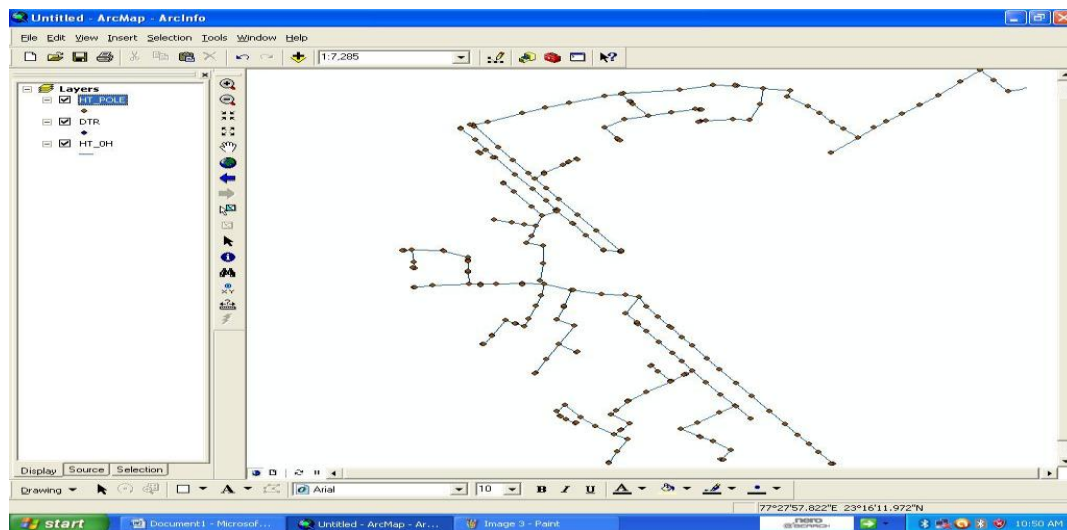 Untitled - ArcMap - ArcInfo
File Edit View Insert Selection Tools Window Help
1:7,285
Layers
HT_POLE
DTR
HT_OH
Display Source Selection
Drawing Arial 10 B I U A
77°27'57.822"E 23°16'11.972"N
start Document1 - Microsof... Untitled - ArcMap - Ar... Image 3 - Paint nero SEARCH 10:50 AM